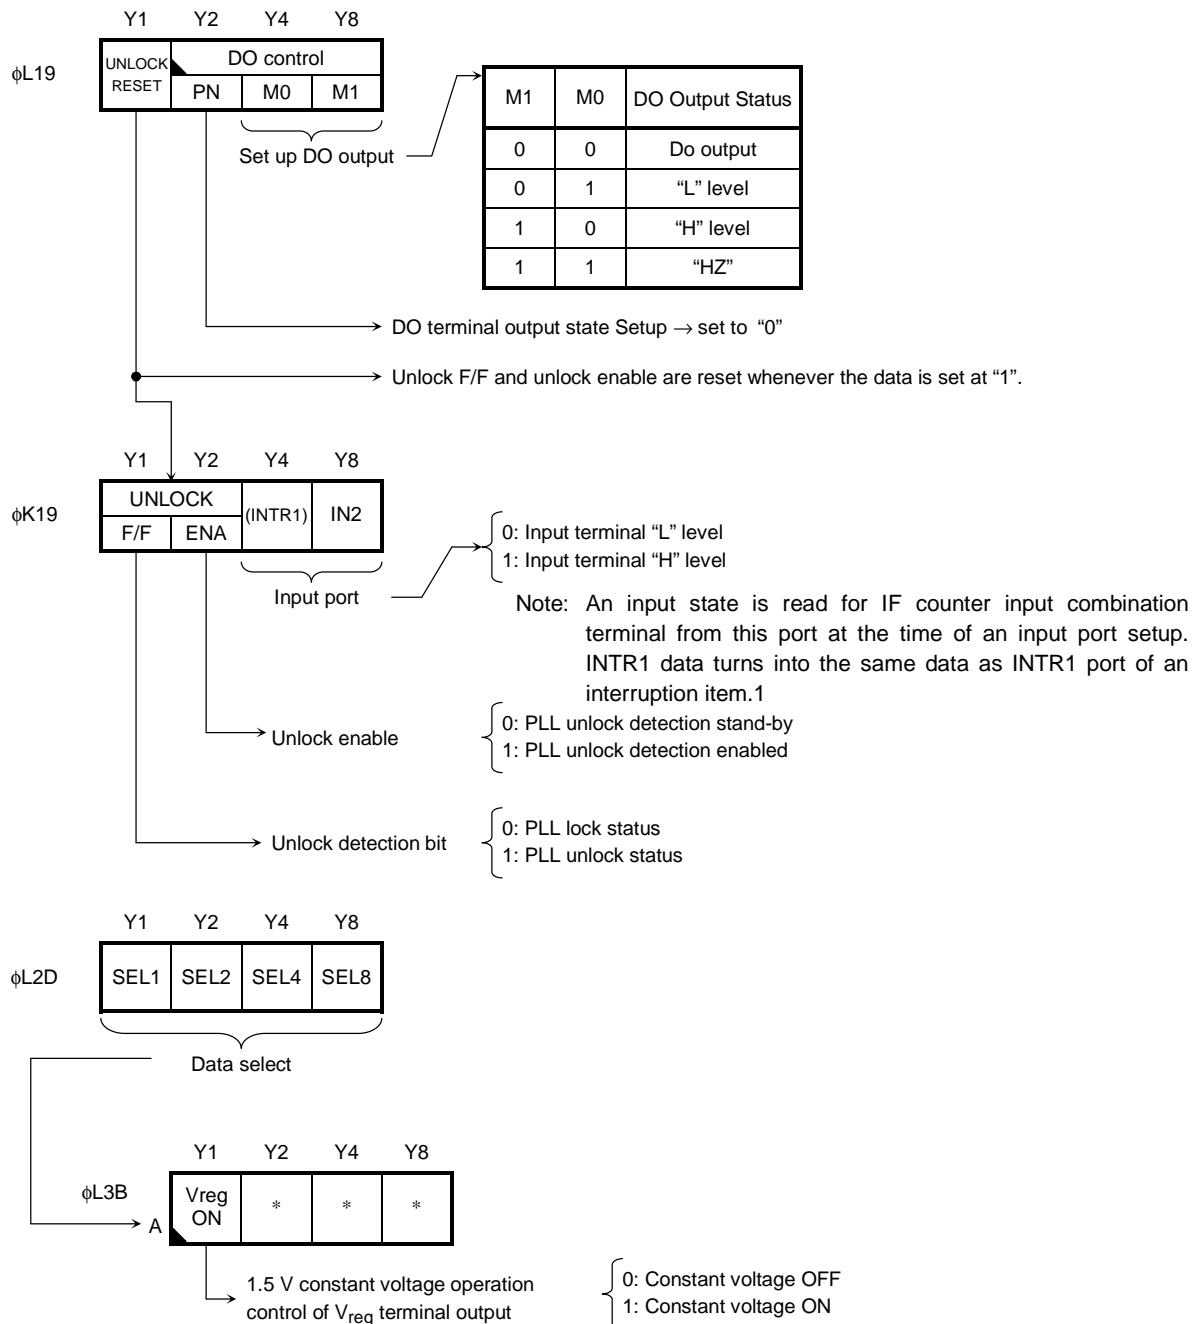 Y1 Y2 Y4 Y8
ϕL19
UNLOCK RESET
DO control
PN M0 M1
Set up DO output
M1 M0 DO Output Status
0 0 Do output
0 1 “L” level
1 0 “H” level
1 1 “HZ”
DO terminal output state Setup → set to “0”
Unlock F/F and unlock enable are reset whenever the data is set at “1”.
Y1 Y2 Y4 Y8
ϕK19
UNLOCK
F/F ENA (INTR1) IN2
Input port
0: Input terminal “L” level
1: Input terminal “H” level
Note: An input state is read for IF counter input combination
terminal from this port at the time of an input port setup.
INTR1 data turns into the same data as INTR1 port of an
interruption item.1
Unlock enable
0: PLL unlock detection stand-by
1: PLL unlock detection enabled
Unlock detection bit
0: PLL lock status
1: PLL unlock status
Y1 Y2 Y4 Y8
ϕL2D
SEL1 SEL2 SEL4 SEL8
Data select
Y1 Y2 Y4 Y8
ϕL3B
A
Vreg ON * * *
1.5 V constant voltage operation
control of Vreg terminal output
0: Constant voltage OFF
1: Constant voltage ON